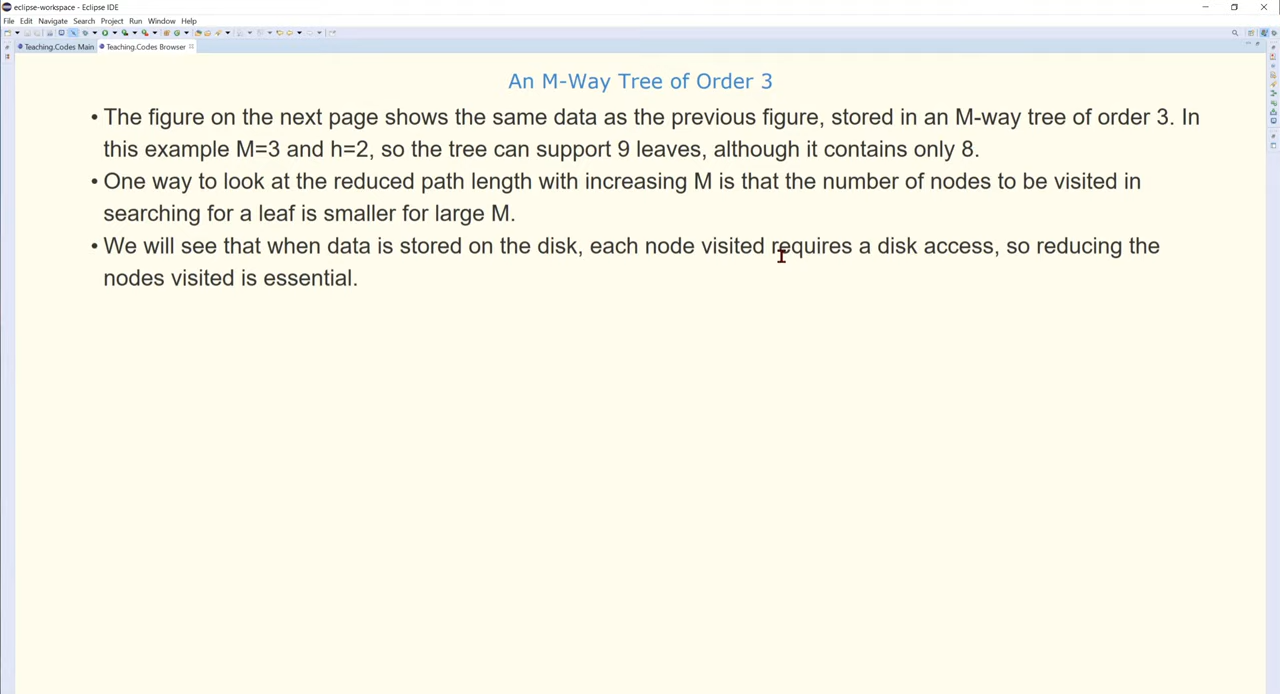 eclipse-workspace - Eclipse IDE
File Edit Navigate Search Project Run Window Help
Teaching.Codes Main Teaching.Codes Browser
An M-Way Tree of Order 3
• The figure on the next page shows the same data as the previous figure, stored in an M-way tree of order 3. In
this example M=3 and h=2, so the tree can support 9 leaves, although it contains only 8.
• One way to look at the reduced path length with increasing M is that the number of nodes to be visited in
searching for a leaf is smaller for large M.
• We will see that when data is stored on the disk, each node visited requires a disk access, so reducing the
nodes visited is essential.